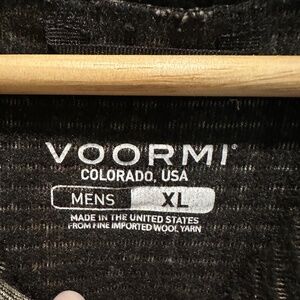 VOORMI®
COLORADO, USA
MENS XL
MADE IN THE UNITED STATES
FROM FINE IMPORTED WOOL YARN